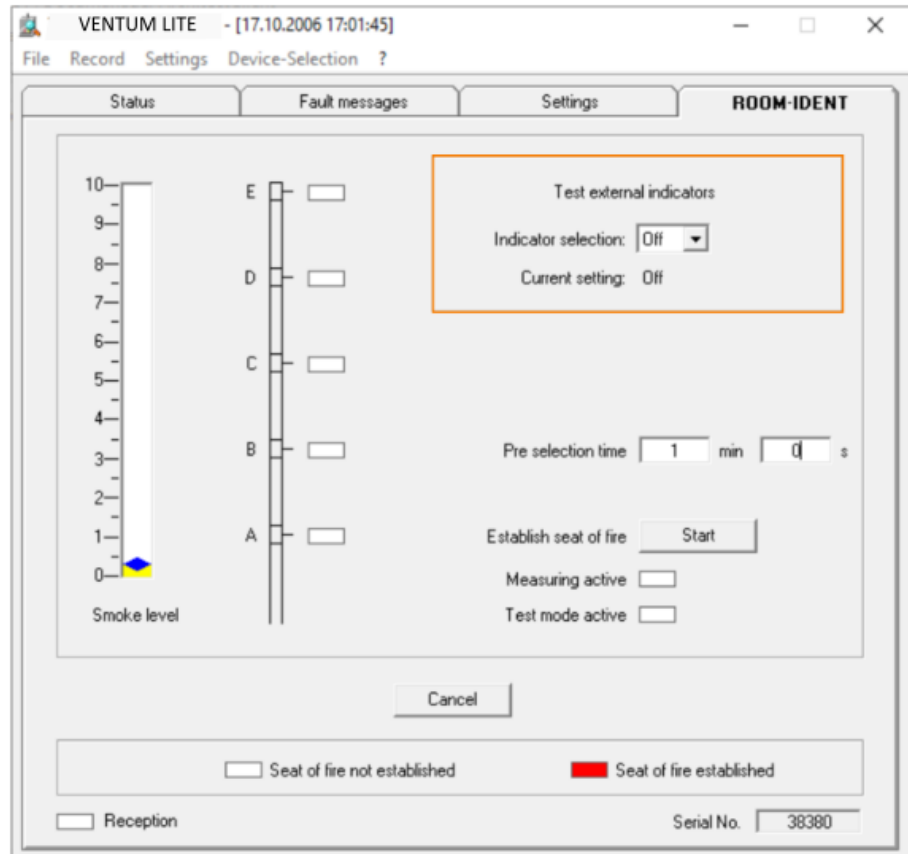 VENTUM LITE - [17.10.2006 17:01:45]
File Record Settings Device-Selection ?
Status Fault messages Settings ROOM-IDENT
Test external indicators
Indicator selection: Off
Current setting: Off
10
9
8
7
6
5
4
3
2
1
0
Smoke level
E
D
C
B
A
Pre selection time 1 min 0 s
Establish seat of fire Start
Measuring active
Test mode active
Cancel
Seat of fire not established Seat of fire established
Reception Serial No. 38380